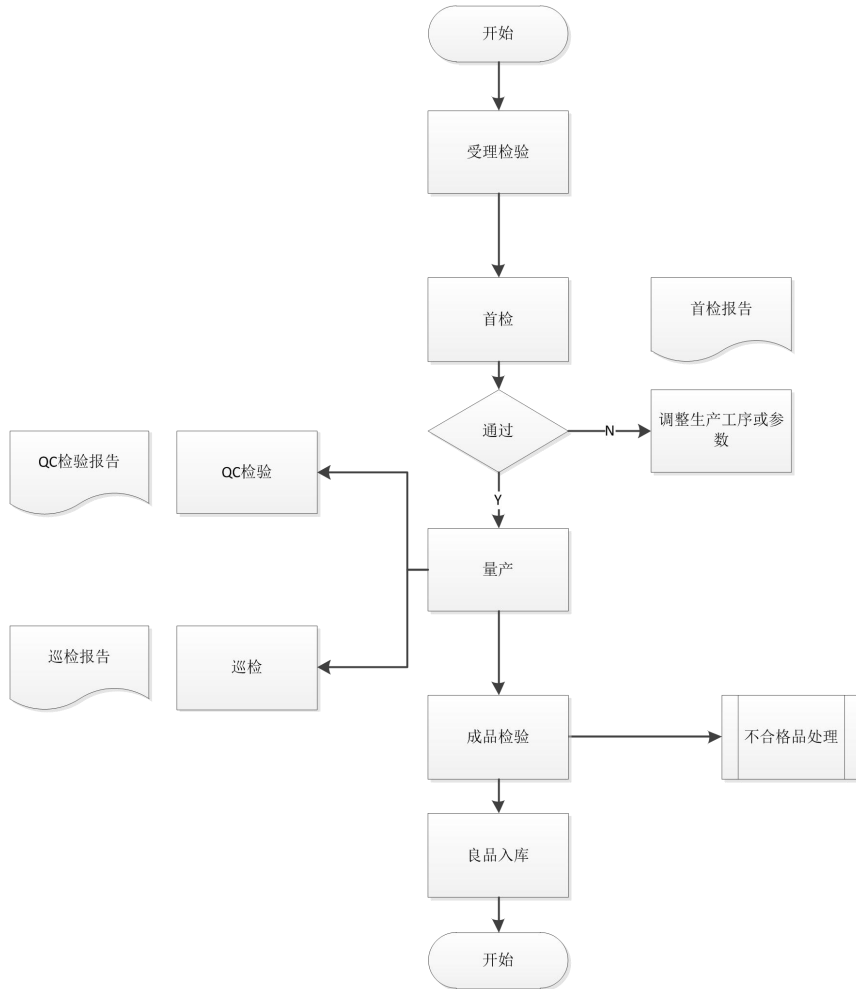 开始
受理检验
首检
首检报告
通过
N
调整生产工序或参
数
QC检验报告
QC检验
Y
量产
巡检报告
巡检
成品检验
不合格品处理
良品入库
开始